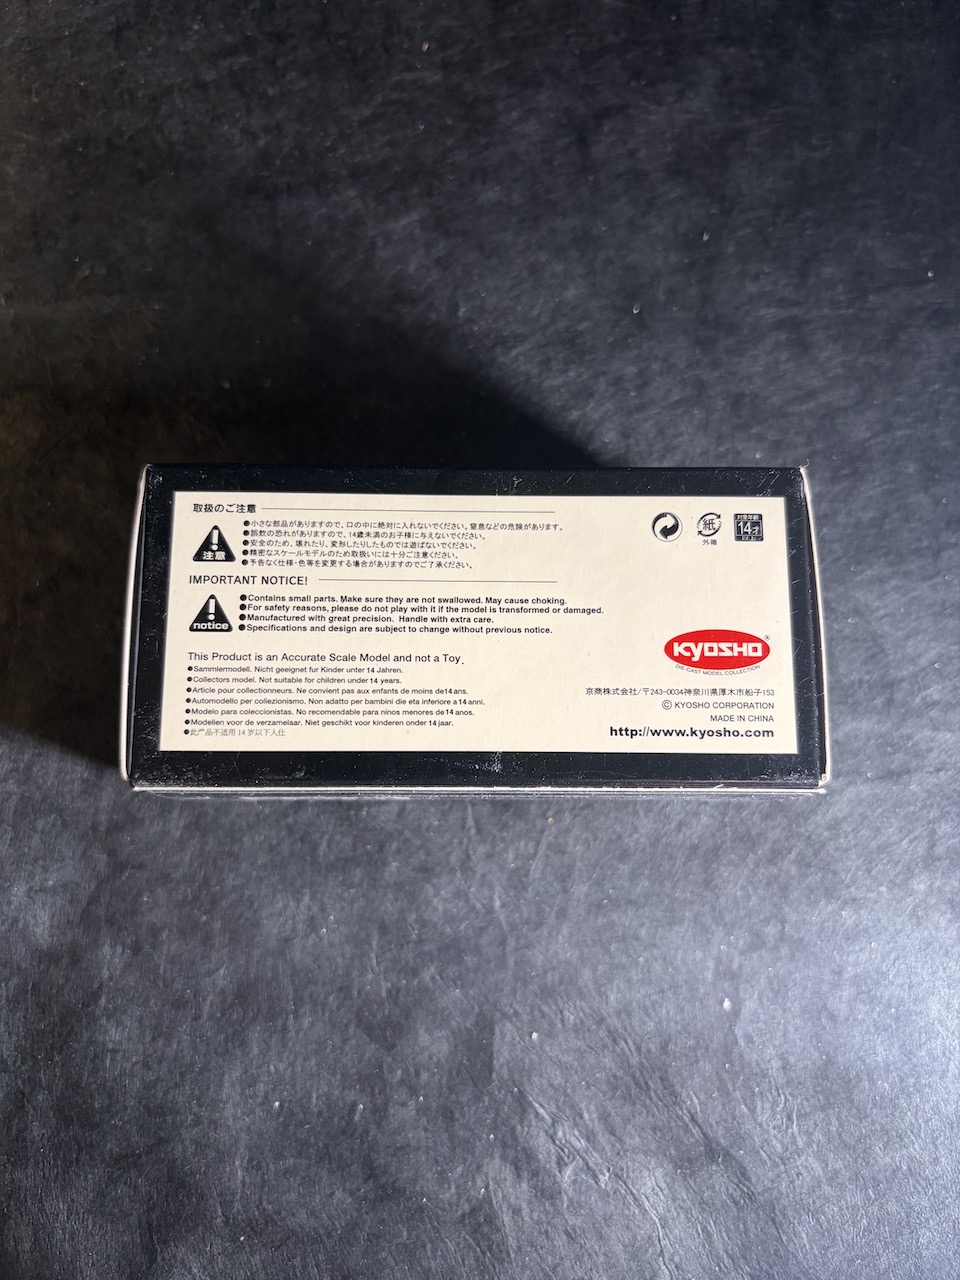 取扱のご注意
注意
●小さな部品がありますので、口の中に絶対に入れないでください。窒息などの危険があります。
●誤飲の恐れがありますので、14歳未満のお子様に与えないでください。
●安全のため、壊れたり、変形したりしたものでは遊ばないでください。
●精密なスケールモデルのため取扱いには十分ご注意ください。
●予告なく仕様・色等を変更する場合がありますのでご了承ください。
紙
外箱
対象年齢
14才
以上
IMPORTANT NOTICE!
notice
●Contains small parts. Make sure they are not swallowed. May cause choking.
●For safety reasons, please do not play with it if the model is transformed or damaged.
●Manufactured with great precision. Handle with extra care.
●Specifications and design are subject to change without previous notice.
This Product is an Accurate Scale Model and not a Toy.
●Sammlermodell. Nicht geegnet fur Kinder unter 14 Jahren.
●Collectors model. Not suitable for children under 14 years.
●Article pour collectionneurs. Ne convient pas aux enfants de moins de14 ans.
●Automodello per collezionismo. Non adatto per bambini die eta inferiore a 14 anni.
●Modelo para coleccionistas. No recomendable para ninos menores de 14 anos.
●Modellen voor de verzamelaar. Niet geschikt voor kinderen onder 14 jaar.
●此产品不适用 14 岁以下人仕
KYOSHO®
DIE-CAST MODEL COLLECTION
京商株式会社/〒243-0034神奈川県厚木市船子153
© KYOSHO CORPORATION
MADE IN CHINA
http://www.kyosho.com